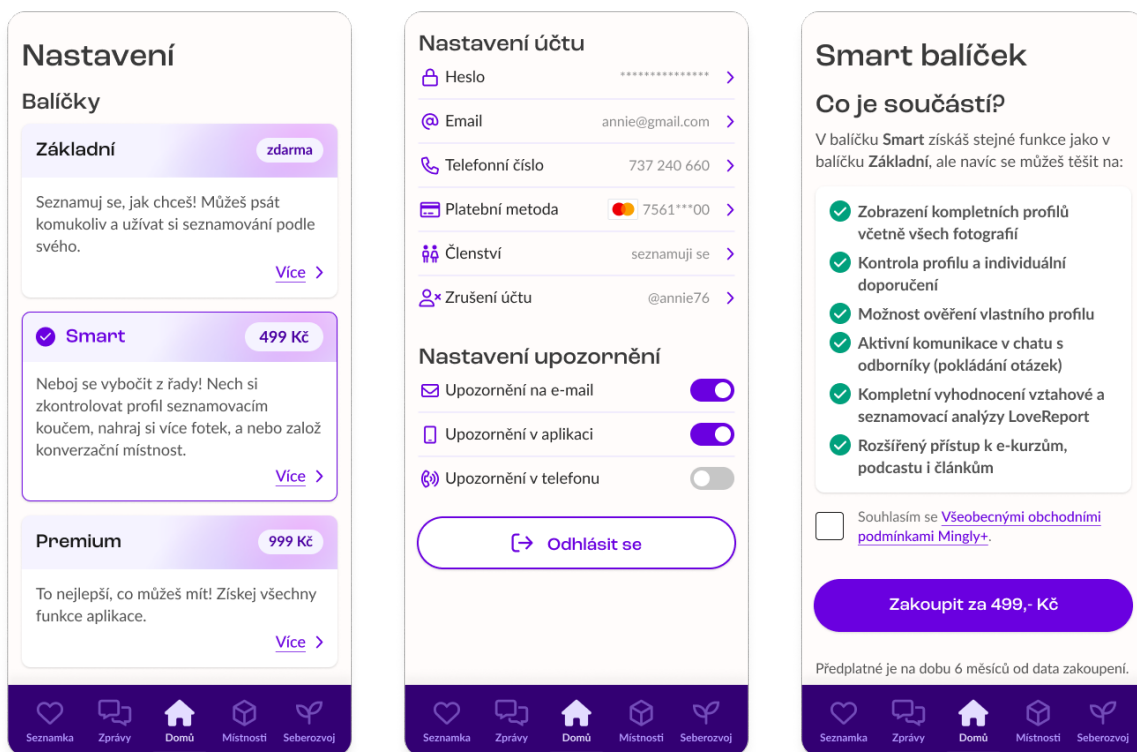 Nastavení
Balíčky
Základní
zdarma
Seznamuj se, jak chceš! Můžeš psát
komukoliv a užívat si seznamování podle
svého.
Více
Smart
499 Kč
Neboj se vybočit z řady! Nech si
zkontrolovat profil seznamovacím
koučem, nahraj si více fotek, a nebo založ
konverzační místnost.
Více
Premium
999 Kč
To nejlepší, co můžeš mít! Získej všechny
funkce aplikace.
Více
Seznamka
Zprávy
Domů
Místnosti
Seberozvoj
Nastavení účtu
Heslo
***************
Email
annie@gmail.com
Telefonní číslo
737 240 660
Platební metoda
7561***00
Členství
seznamuji se
Zrušení účtu
@annie76
Nastavení upozornění
Upozornění na e-mail
Upozornění v aplikaci
Upozornění v telefonu
Odhlásit se
Seznamka
Zprávy
Domů
Místnosti
Seberozvoj
Smart balíček
Co je součástí?
V balíčku Smart získáš stejné funkce jako v
balíčku Základní, ale navíc se můžeš těšit na:
Zobrazení kompletních profilů
včetně všech fotografií
Kontrola profilu a individuální
doporučení
Možnost ověření vlastního profilu
Aktivní komunikace v chatu s
odborníky (pokládání otázek)
Kompletní vyhodnocení vztahové a
seznamovací analýzy LoveReport
Rozšířený přístup k e-kurzům,
podcastu i článkům
Souhlasím se Všeobecnými obchodními
podmínkami Mingly+.
Zakoupit za 499,- Kč
Předplatné je na dobu 6 měsíců od data zakoupení.
Seznamka
Zprávy
Domů
Místnosti
Seberozvoj